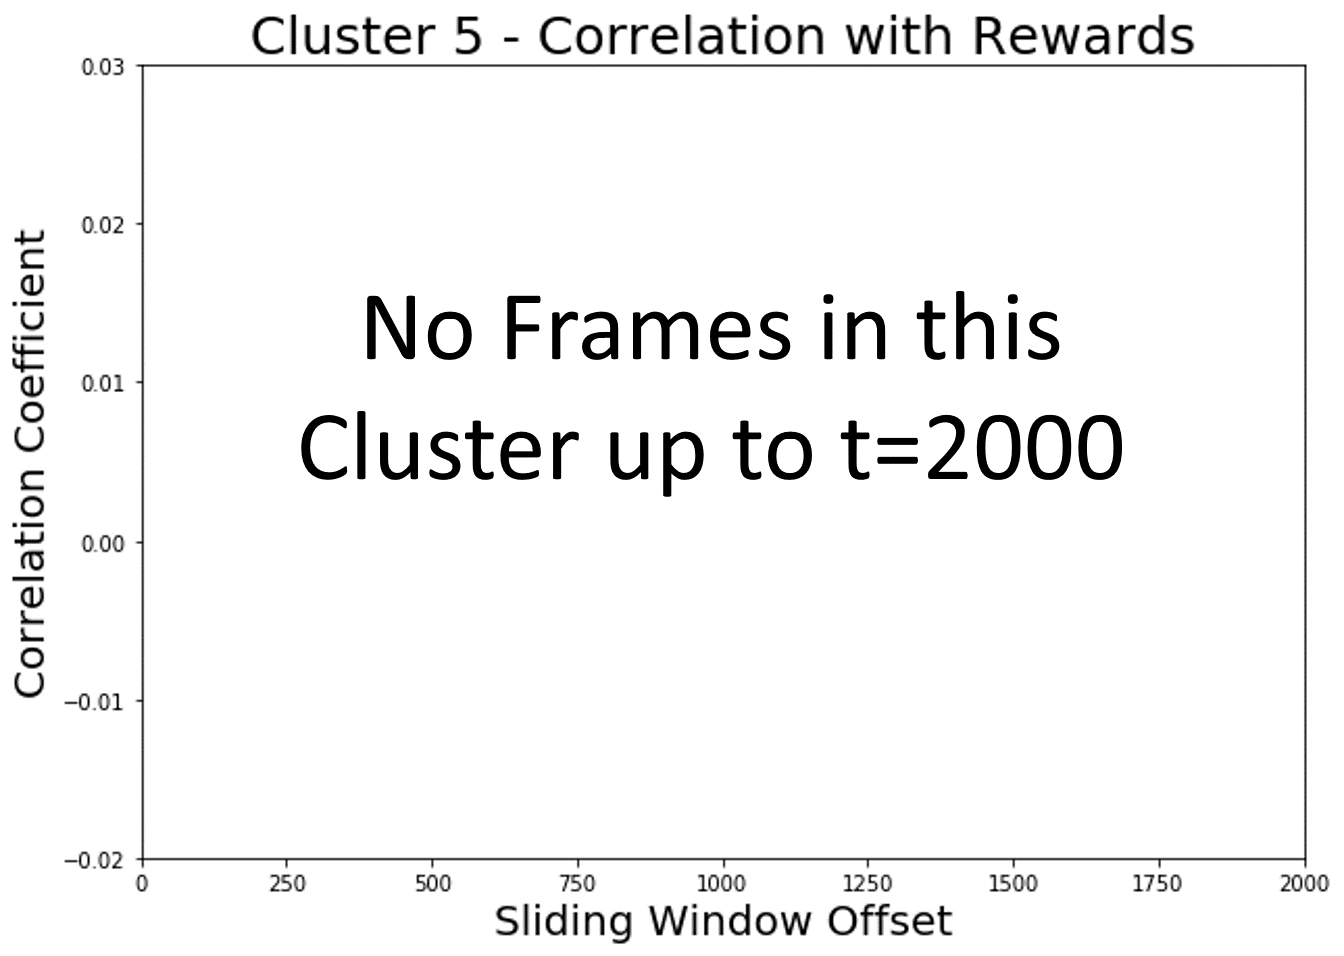 Cluster 5 - Correlation with Rewards
0.03
0.02
0.01
0.00
−0.01
−0.02
Correlation Coefficient
No Frames in this
Cluster up to t=2000
0 250 500 750 1000 1250 1500 1750 2000
Sliding Window Offset